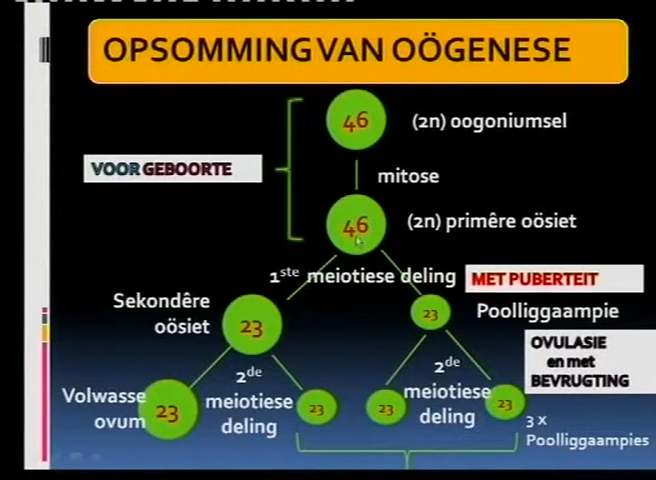 OPSOMMING VAN OÖGENESE
46
(2n) oogoniumsel
VOOR GEBOORTE
mitose
46
(2n) primêre oösiet
1ste meiotiese deling
MET PUBERTEIT
Sekondêre
oösiet
23
23
Poolliggaampie
OVULASIE
en met
BEVRUGTING
2de
meiotiese
deling
2de
meiotiese
deling
Volwasse
ovum
23
23
23
23
3 x
Poolliggaampies